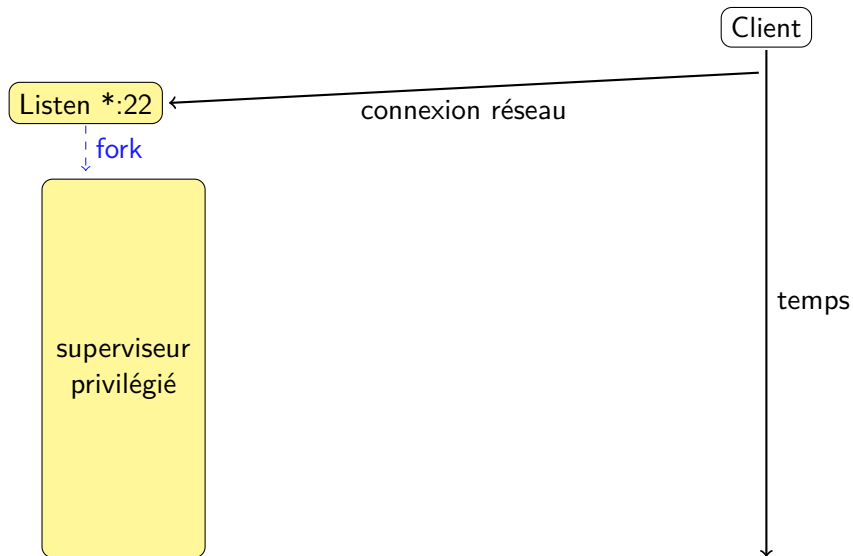 Client
Listen *:22
connexion réseau
fork
temps
superviseur
privilégié